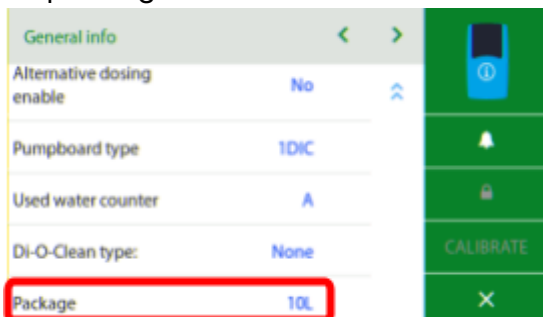 General info
Alternative dosing
enable
No
Pumpboard type
1DIC
Used water counter
A
Di-O-Clean type:
None
CALIBRATE
Package
10L